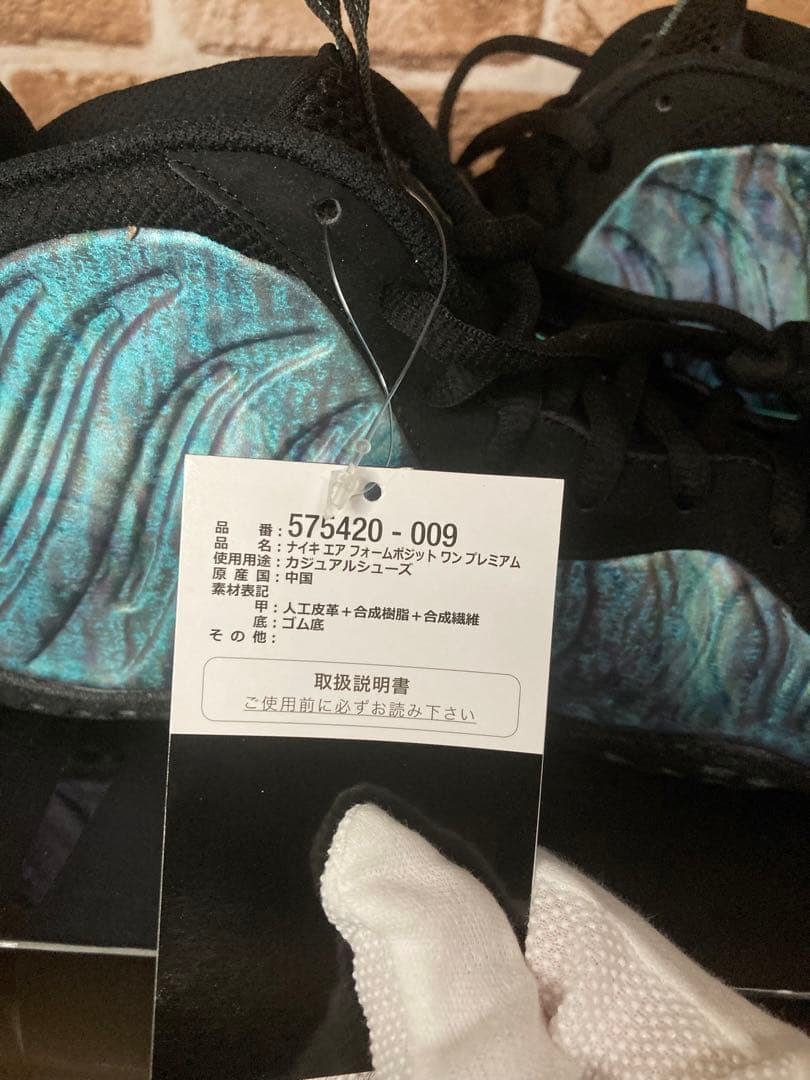 品番：575420 - 009
品名：ナイキ エア フォームポジット ワン プレミアム
使用用途：カジュアルシューズ
原産国：中国
素材表記
甲：人工皮革＋合成樹脂＋合成繊維
底：ゴム底
その他：
取扱説明書
ご使用前に必ずお読み下さい